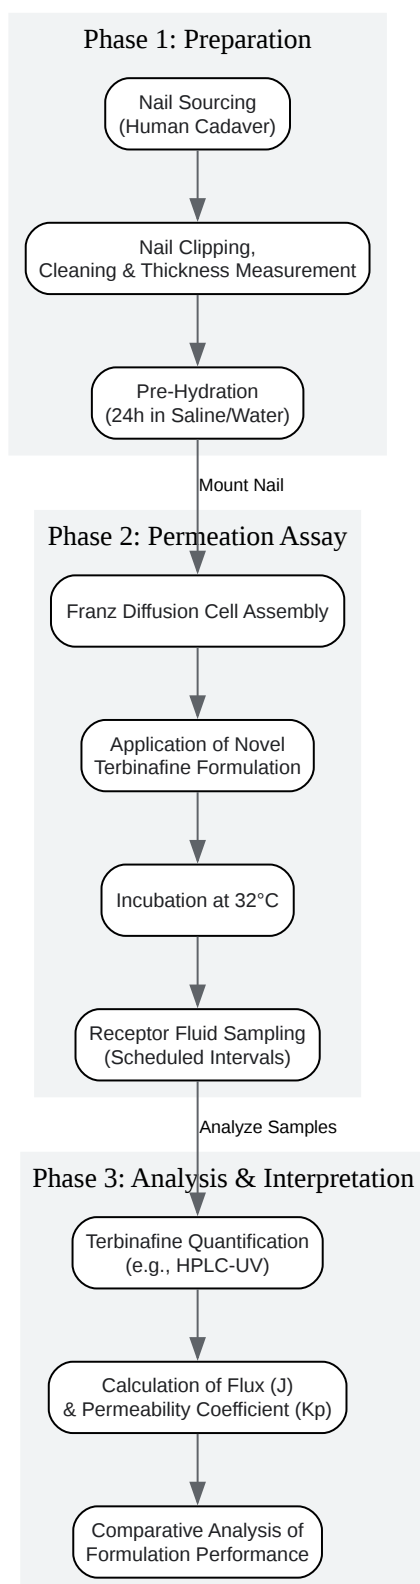 Phase 1: Preparation
Nail Sourcing
(Human Cadaver)
Nail Clipping,
Cleaning & Thickness Measurement
Pre-Hydration
(24h in Saline/Water)
Mount Nail
Phase 2: Permeation Assay
Franz Diffusion Cell Assembly
Application of Novel
Terbinafine Formulation
Incubation at 32°C
Receptor Fluid Sampling
(Scheduled Intervals)
Analyze Samples
Phase 3: Analysis & Interpretation
Terbinafine Quantification
(e.g., HPLC-UV)
Calculation of Flux (J)
& Permeability Coefficient (Kp)
Comparative Analysis of
Formulation Performance